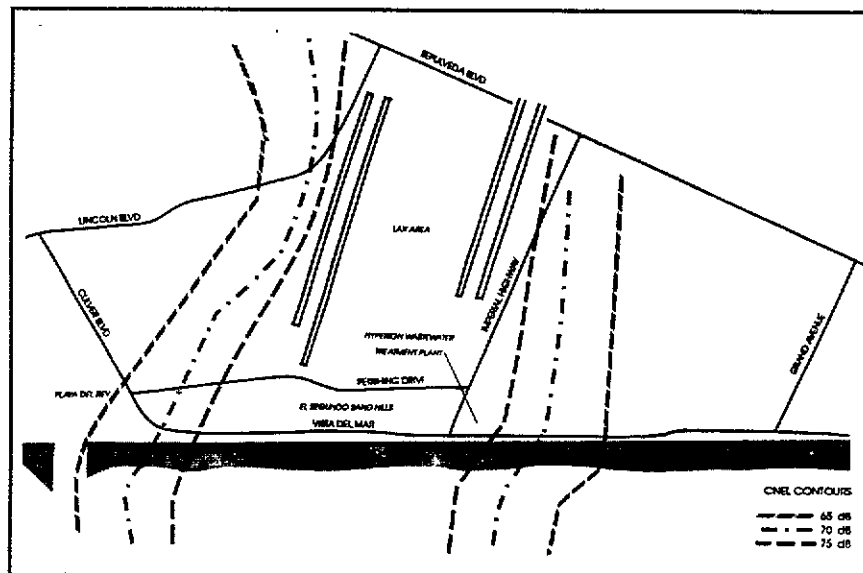 SEPULVEDA BLVD
LINCOLN BLVD
LAX AREA
IMPERIAL HIGHWAY
CULVER BLVD
HYPERION WASTEWATER
TREATMENT PLANT
GRAND AVENUE
PERSHING DRIVE
PLAYA DEL REY
EL SEGUNDO SAND HILLS
VISTA DEL MAR
CNEL CONTOURS
65 dB
70 dB
75 dB